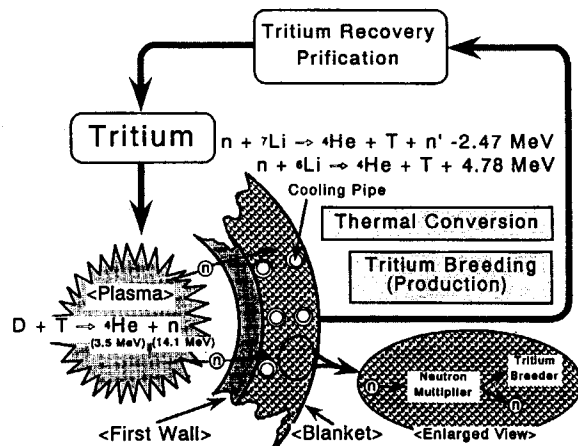 Tritium Recovery
Prification
Tritium
n + ⁷Li -> ⁴He + T + n' -2.47 MeV
n + ⁶Li -> ⁴He + T + 4.78 MeV
Cooling Pipe
Thermal Conversion
Tritium Breeding
(Production)
n
<Plasma>
D + T -> ⁴He + n
(3.5 MeV) (14.1 MeV)
n
Tritium
Breeder
n
Neutron
Multiplier
n
<First Wall>
<Blanket>
<Enlarged View>